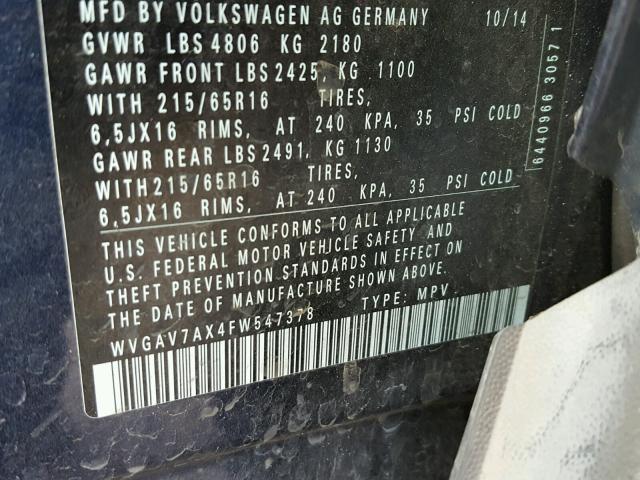 MFD BY VOLKSWAGEN AG GERMANY 10/14
GVWR LBS 4806 KG 2180
GAWR FRONT LBS 2425, KG 1100
WITH 215/65R16 TIRES,
6,5JX16 RIMS, AT 240 KPA, 35 PSI COLD
GAWR REAR LBS 2491, KG 1130
WITH 215/65R16 TIRES,
6,5JX16 RIMS, AT 240 KPA, 35 PSI COLD
THIS VEHICLE CONFORMS TO ALL APPLICABLE
U.S. FEDERAL MOTOR VEHICLE SAFETY AND
THEFT PREVENTION STANDARDS IN EFFECT ON
DATE OF MANUFACTURE SHOWN ABOVE.
WVGAV7AX4FW547378 TYPE: MPV
6440966 3057 1